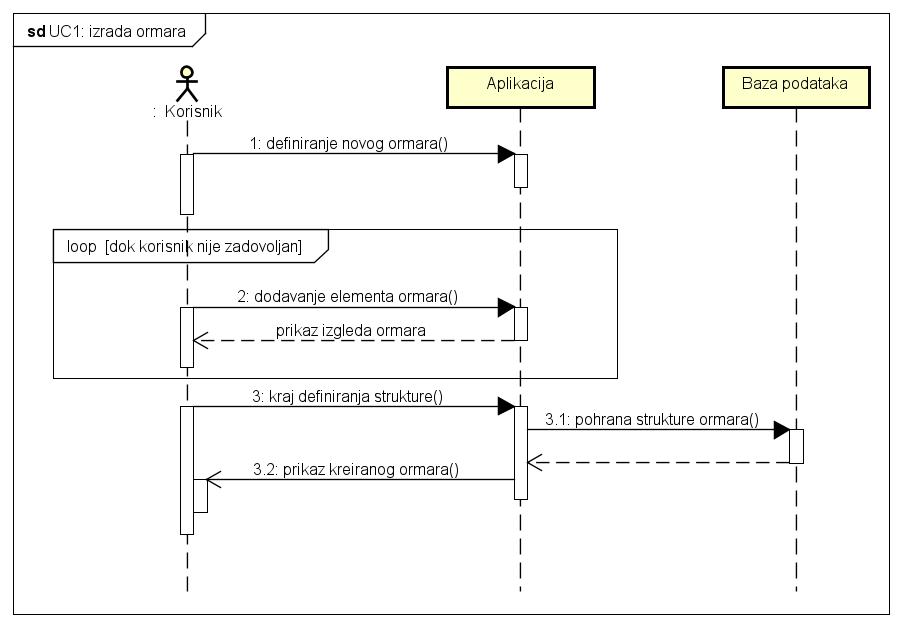 sd UC1: izrada ormara
: Korisnik
Aplikacija
Baza podataka
1: definiranje novog ormara()
loop [dok korisnik nije zadovoljan]
2: dodavanje elementa ormara()
prikaz izgleda ormara
3: kraj definiranja strukture()
3.1: pohrana strukture ormara()
3.2: prikaz kreiranog ormara()